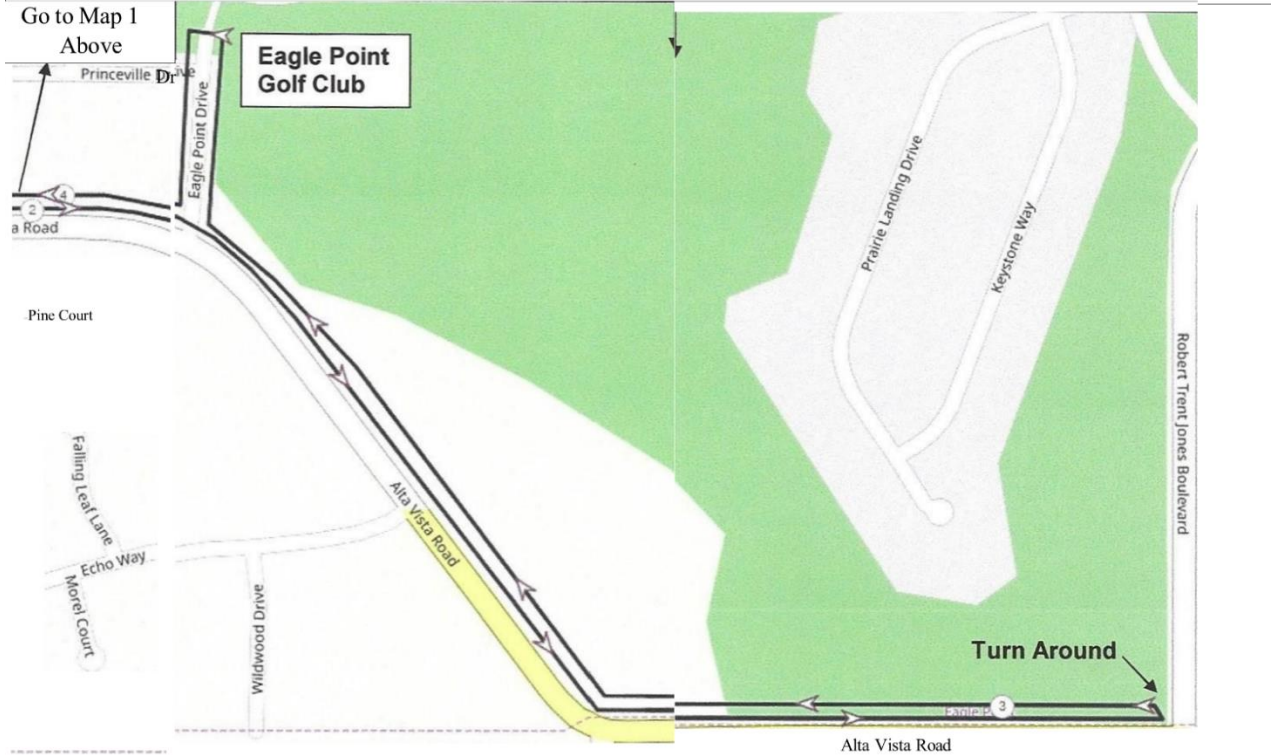 Go to Map 1
Above
Eagle Point
Golf Club
Princeville Drive
Dr
Eagle Point Drive
4
2
a Road
Pine Court
Prairie Landing Drive
Keystone Way
Robert Trent Jones Boulevard
Falling Leaf Lane
Alta Vista Road
Echo Way
Morel Court
Wildwood Drive
Turn Around
3
Eagle P
Alta Vista Road